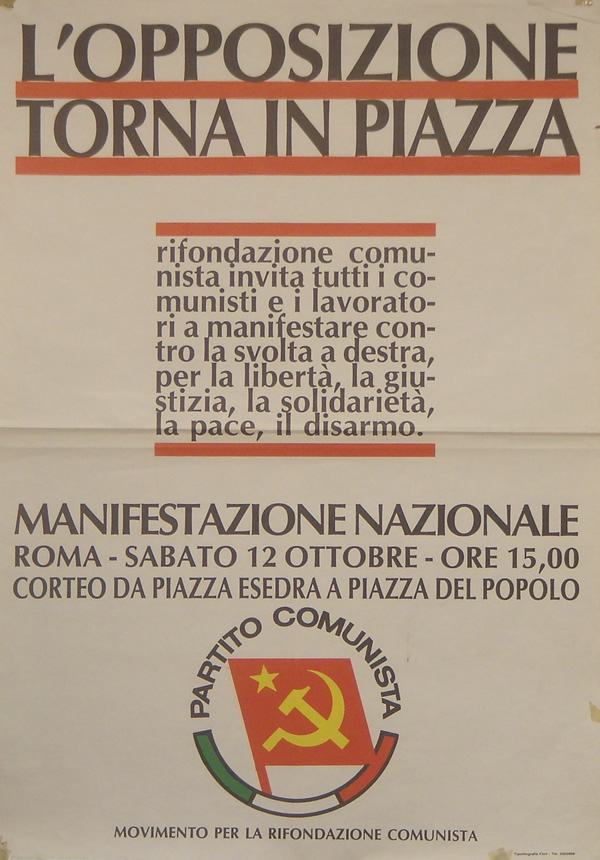 L'OPPOSIZIONE
TORNA IN PIAZZA
rifondazione comu-
nista invita tutti i co-
munisti e i lavorato-
ri a manifestare con-
tro la svolta a destra,
per la libertà, la giu-
stizia, la solidarietà,
la pace, il disarmo.
MANIFESTAZIONE NAZIONALE
ROMA - SABATO 12 OTTOBRE - ORE 15,00
CORTEO DA PIAZZA ESEDRA A PIAZZA DEL POPOLO
PARTITO COMUNISTA
MOVIMENTO PER LA RIFONDAZIONE COMUNISTA